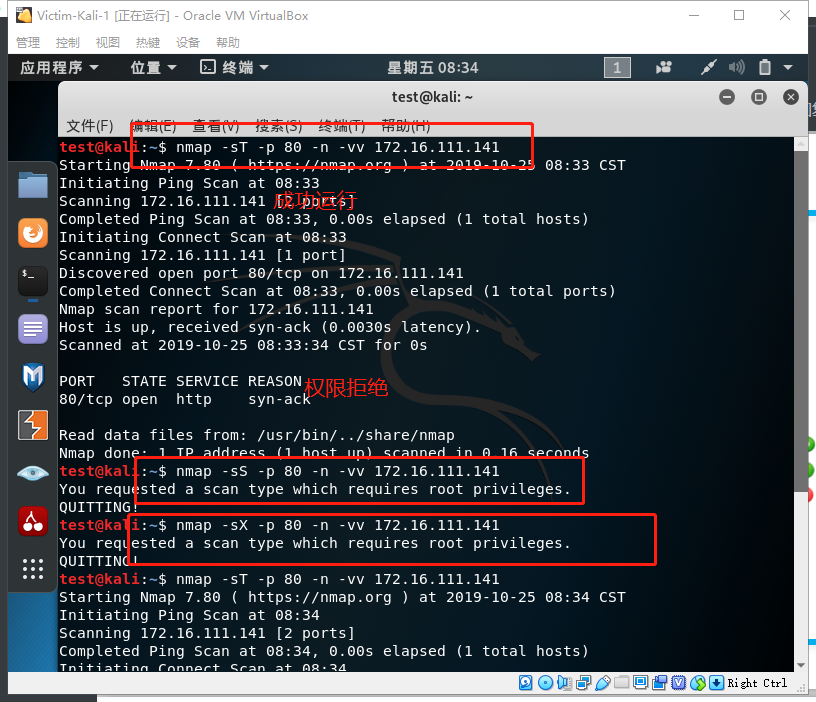 Victim-Kali-1 [正在运行] - Oracle VM VirtualBox
管理 控制 视图 热键 设备 帮助
应用程序 位置 终端 星期五 08:34 1
test@kali: ~
文件(F) 编辑(E) 查看(V) 搜索(S) 终端(T) 帮助(H)
test@kali:~$ nmap -sT -p 80 -n -vv 172.16.111.141
Starting Nmap 7.80 ( https://nmap.org ) at 2019-10-25 08:33 CST
Initiating Ping Scan at 08:33
成功运行
Scanning 172.16.111.141 [2 ports]
Completed Ping Scan at 08:33, 0.00s elapsed (1 total hosts)
Initiating Connect Scan at 08:33
Scanning 172.16.111.141 [1 port]
Discovered open port 80/tcp on 172.16.111.141
Completed Connect Scan at 08:33, 0.00s elapsed (1 total ports)
Nmap scan report for 172.16.111.141
Host is up, received syn-ack (0.0030s latency).
Scanned at 2019-10-25 08:33:34 CST for 0s
PORT STATE SERVICE REASON
权限拒绝
80/tcp open http syn-ack
Read data files from: /usr/bin/../share/nmap
Nmap done: 1 IP address (1 host up) scanned in 0.16 seconds
test@kali:~$ nmap -sS -p 80 -n -vv 172.16.111.141
You requested a scan type which requires root privileges.
QUITTING!
test@kali:~$ nmap -sX -p 80 -n -vv 172.16.111.141
You requested a scan type which requires root privileges.
QUITTING!
test@kali:~$ nmap -sT -p 80 -n -vv 172.16.111.141
Starting Nmap 7.80 ( https://nmap.org ) at 2019-10-25 08:34 CST
Initiating Ping Scan at 08:34
Scanning 172.16.111.141 [2 ports]
Completed Ping Scan at 08:34, 0.00s elapsed (1 total hosts)
Initiating Connect Scan at 08:34
Right Ctrl